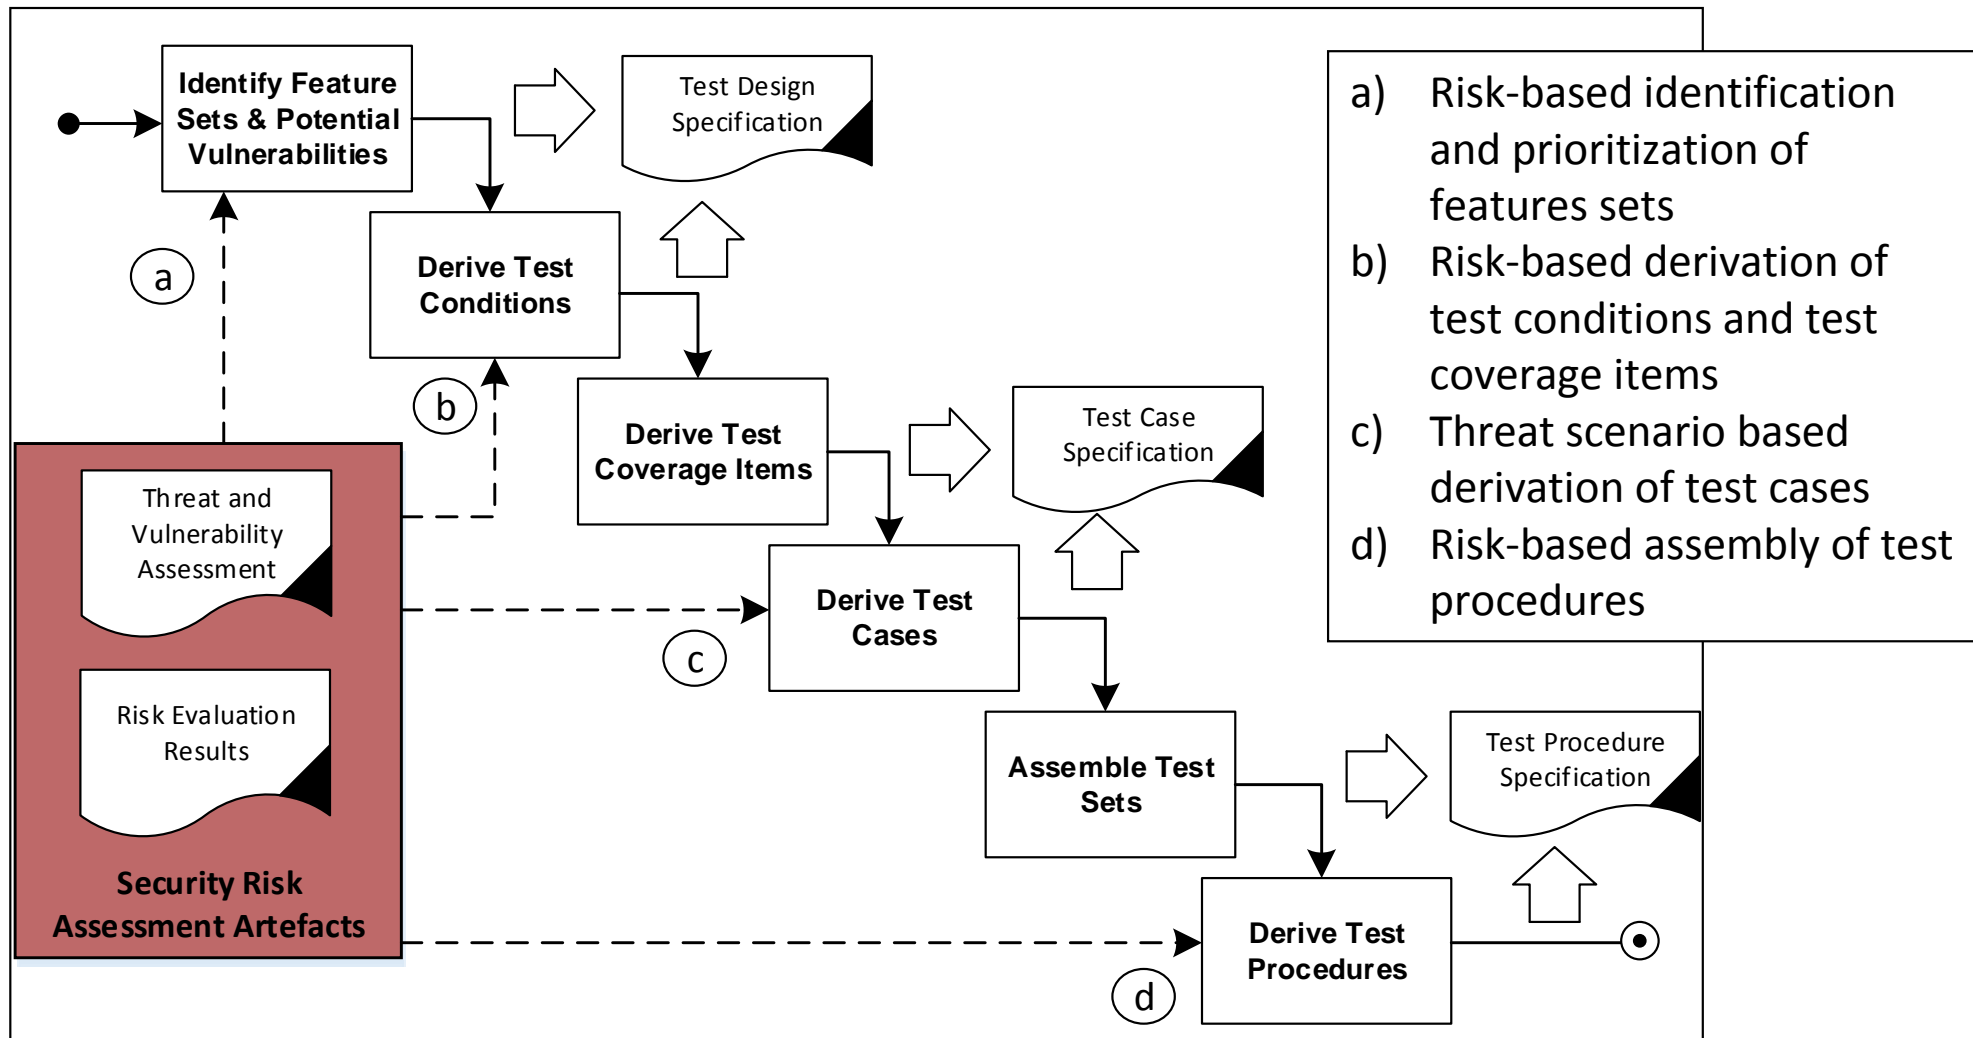 Identify Feature
Sets & Potential
Vulnerabilities
Test Design
Specification
a
Derive Test
Conditions
b
Derive Test
Coverage Items
Test Case
Specification
Threat and
Vulnerability
Assessment
Derive Test
Cases
c
Risk Evaluation
Results
Security Risk
Assessment Artefacts
Assemble Test
Sets
Test Procedure
Specification
Derive Test
Procedures
d
a) Risk-based identification
and prioritization of
features sets
b) Risk-based derivation of
test conditions and test
coverage items
c) Threat scenario based
derivation of test cases
d) Risk-based assembly of test
procedures